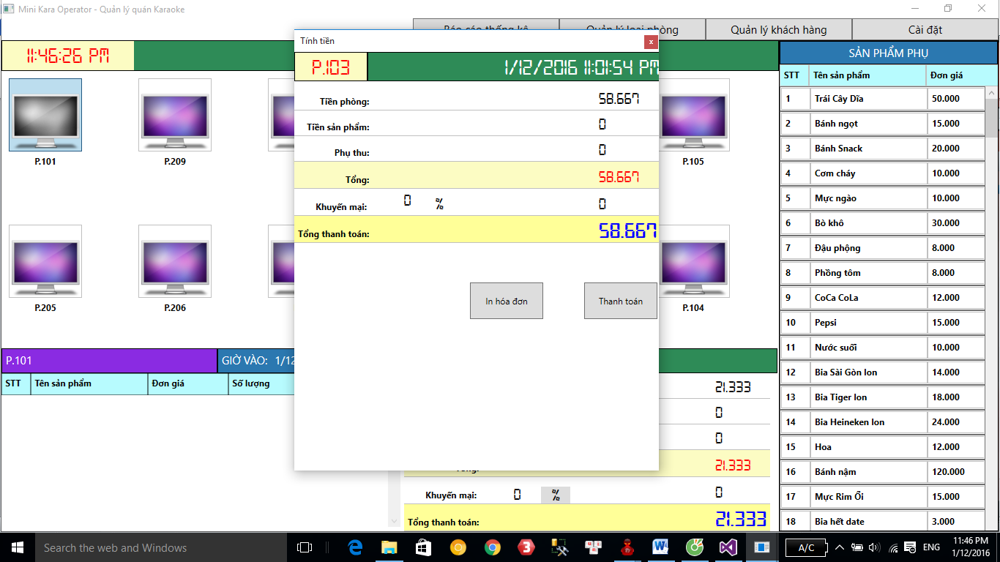 Mini Kara Operator - Quản lý quán Karaoke
Báo cáo thống kê
Quản lý loại phòng
Quản lý khách hàng
Cài đặt
11:46:26 PM
Tính tiền
x
P.103
1/12/2016 11:01:54 PM
Tiền phòng: 58.667
Tiền sản phẩm: 0
Phụ thu: 0
Tổng: 58.667
Khuyến mại: 0 % 0
Tổng thanh toán: 58.667
In hóa đơn
Thanh toán
P.101
P.209
P.105
P.205
P.206
P.104
P.101
GIỜ VÀO: 1/12
STT Tên sản phẩm Đơn giá Số lượng
21.333
0
0
Tổng: 21.333
Khuyến mại: 0 % 0
Tổng thanh toán: 21.333
SẢN PHẨM PHỤ
STT Tên sản phẩm Đơn giá
1 Trái Cây Dĩa 50.000
2 Bánh ngọt 15.000
3 Bánh Snack 20.000
4 Cơm cháy 10.000
5 Mực ngào 10.000
6 Bò khô 30.000
7 Đậu phộng 8.000
8 Phồng tôm 8.000
9 CoCa CoLa 12.000
10 Pepsi 15.000
11 Nước suối 10.000
12 Bia Sài Gòn lon 14.000
13 Bia Tiger lon 18.000
14 Bia Heineken lon 24.000
15 Hoa 12.000
16 Bánh nậm 120.000
17 Mực Rim Ổi 15.000
18 Bia hết date 3.000
Search the web and Windows
A/C
ENG
11:46 PM
1/12/2016